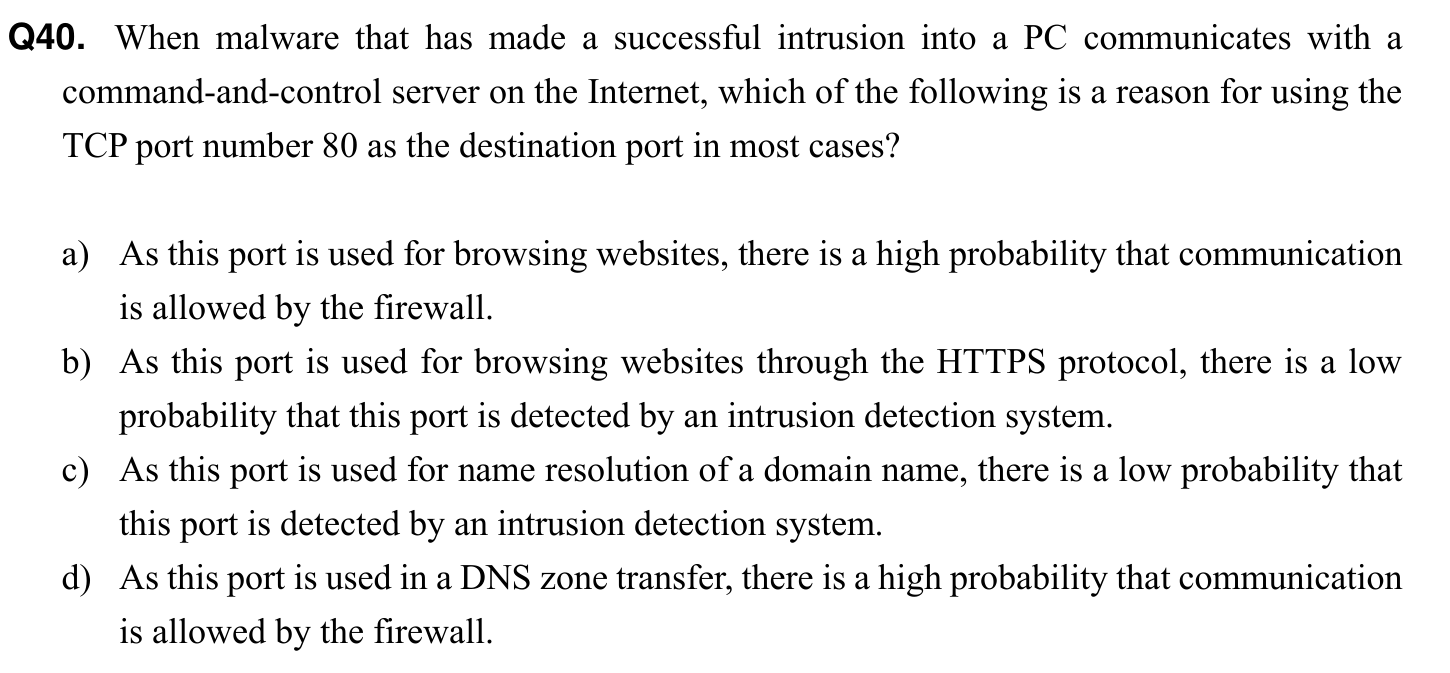 Q40. When malware that has made a successful intrusion into a PC communicates with a
command-and-control server on the Internet, which of the following is a reason for using the
TCP port number 80 as the destination port in most cases?
a) As this port is used for browsing websites, there is a high probability that communication
is allowed by the firewall.
b) As this port is used for browsing websites through the HTTPS protocol, there is a low
probability that this port is detected by an intrusion detection system.
c) As this port is used for name resolution of a domain name, there is a low probability that
this port is detected by an intrusion detection system.
d) As this port is used in a DNS zone transfer, there is a high probability that communication
is allowed by the firewall.